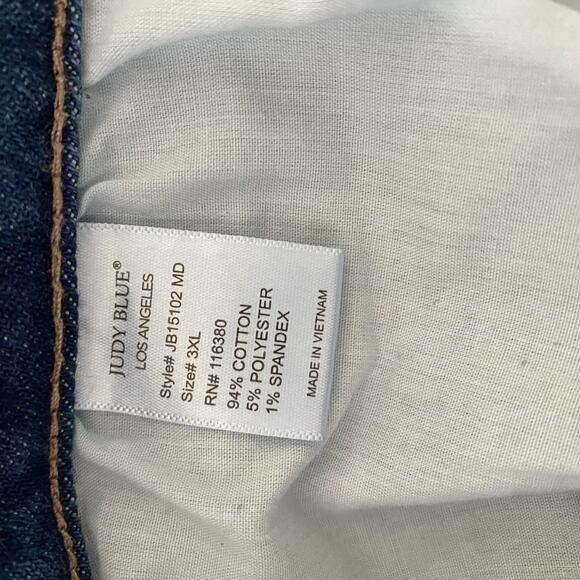 JUDY BLUE®
LOS ANGELES
Style# JB15102 MD
Size# 3XL
RN# 116380
94% COTTON
5% POLYESTER
1% SPANDEX
MADE IN VIETNAM